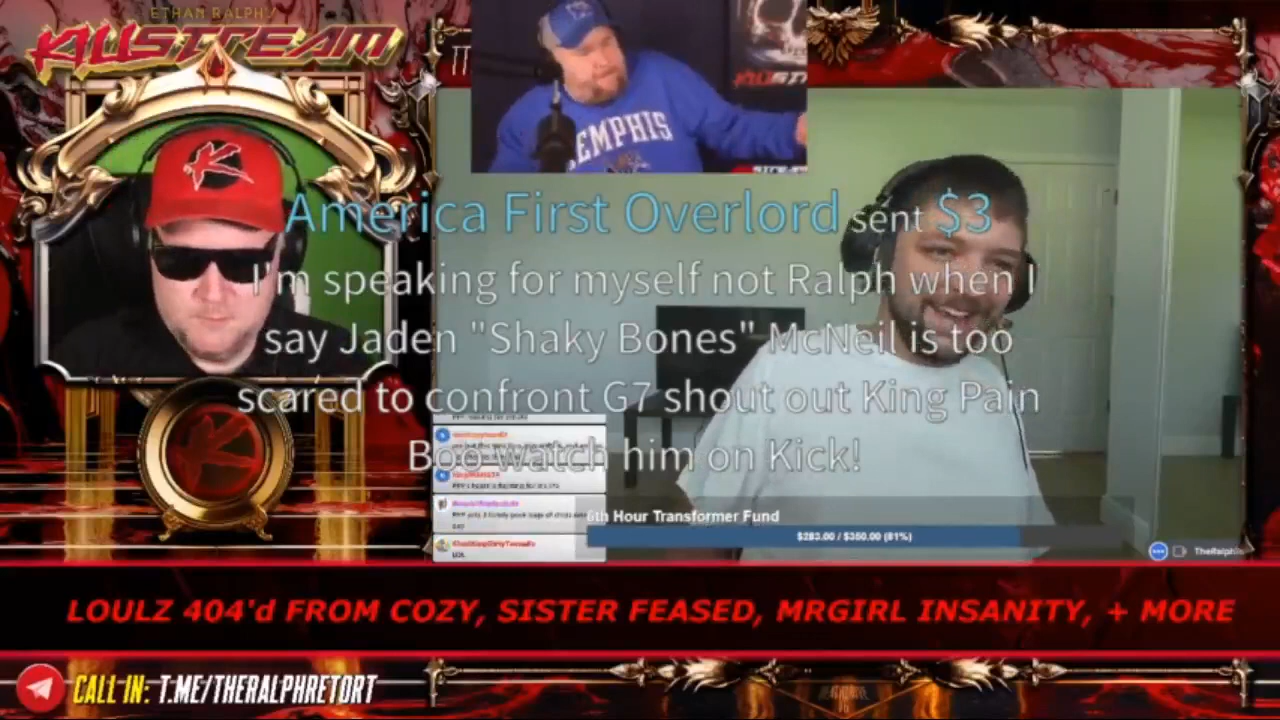 ETHAN RALPH'S
KILLSTREAM
MEMPHIS
America First Overlord sent $3
I'm speaking for myself not Ralph when I
say Jaden "Shaky Bones" McNeil is too
scared to confront G7 shout out King Pain
Boo watch him on Kick!
6th Hour Transformer Fund
$283.00 / $350.00 (81%)
LOL
LOULZ 404'd FROM COZY, SISTER FEASED, MRGIRL INSANITY, + MORE
CALL IN: T.ME/THERALPHRETORT